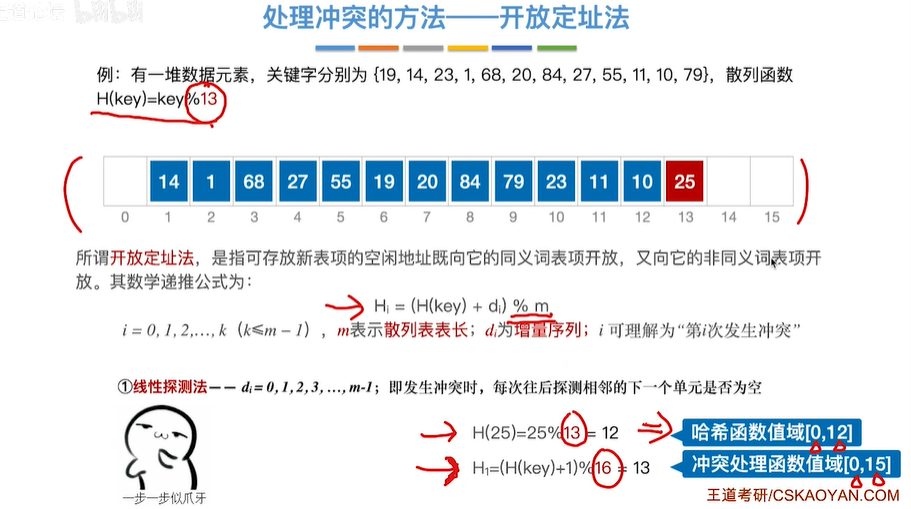 处理冲突的方法——开放定址法
例：有一堆数据元素，关键字分别为 {19, 14, 23, 1, 68, 20, 84, 27, 55, 11, 10, 79}，散列函数
H(key)=key%13
14 1 68 27 55 19 20 84 79 23 11 10 25
0 1 2 3 4 5 6 7 8 9 10 11 12 13 14 15
所谓开放定址法，是指可存放新表项的空闲地址既向它的同义词表项开放，又向它的非同义词表项开
放。其数学递推公式为：
Hi = (H(key) + di) % m
i = 0, 1, 2,…, k（k≤m − 1），m表示散列表表长；di为增量序列；i 可理解为“第i次发生冲突”
①线性探测法—— di = 0, 1, 2, 3, …, m-1；即发生冲突时，每次往后探测相邻的下一个单元是否为空
H(25)=25%13 = 12
哈希函数值域[0,12]
H1=(H(key)+1)%16 = 13
冲突处理函数值域[0,15]
一步一步似爪牙
王道考研/CSKAOYAN.COM